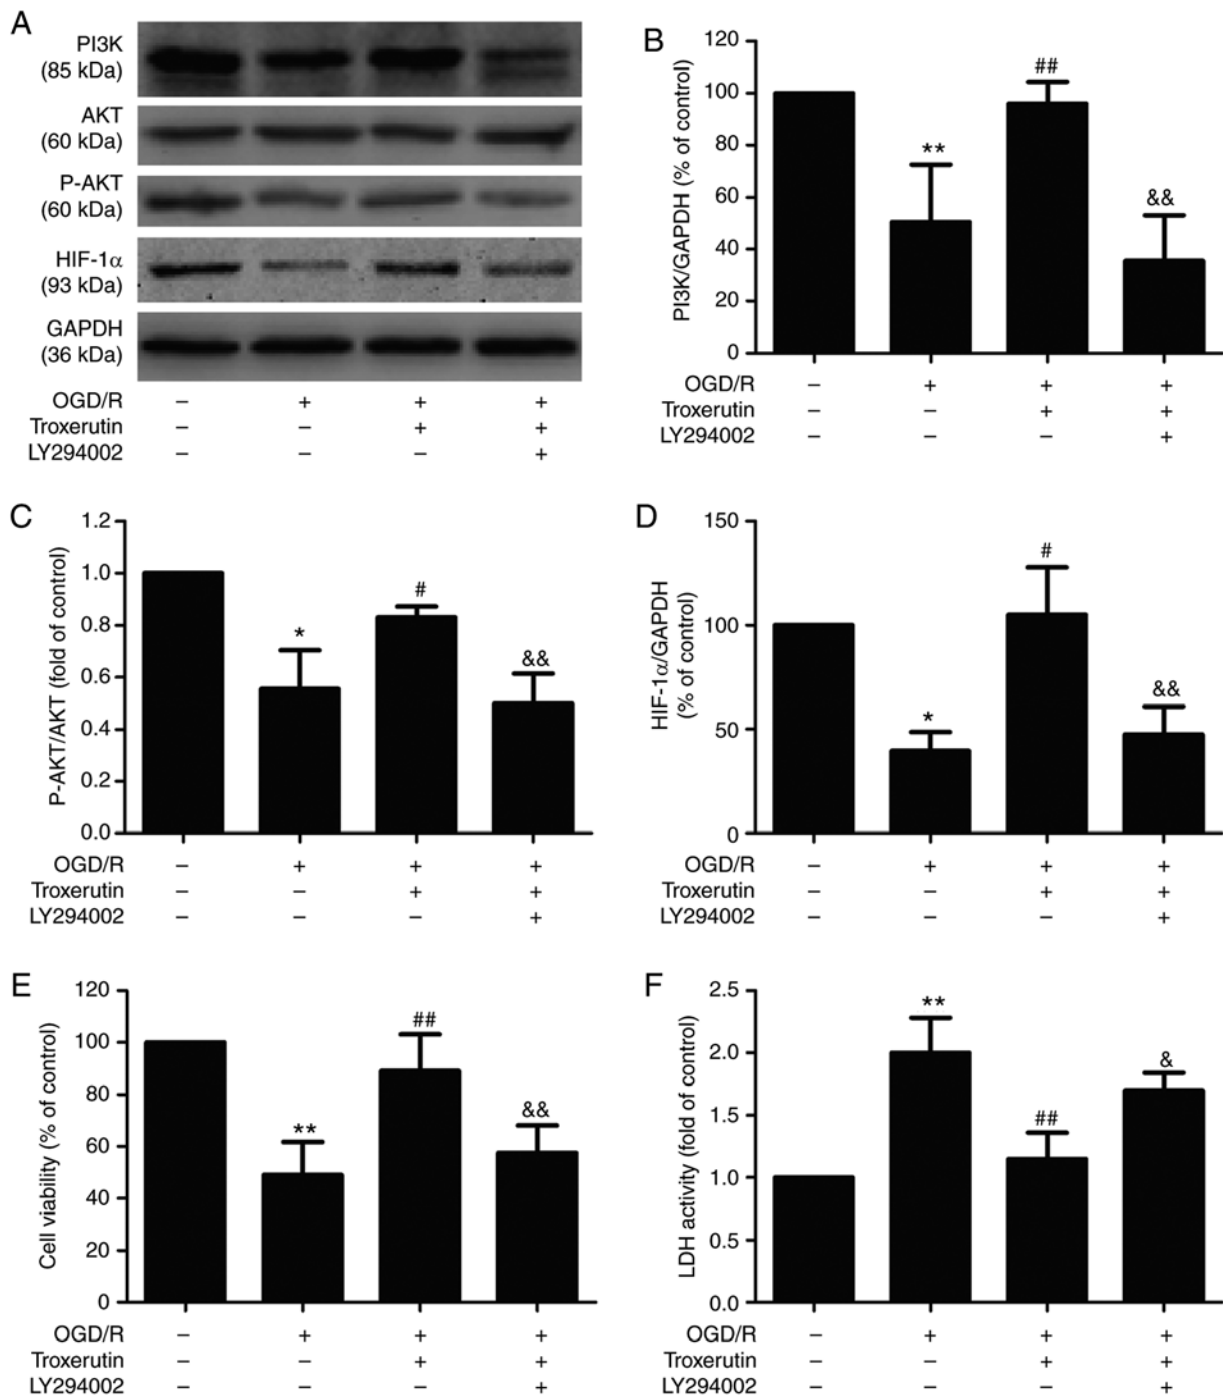 A
PI3K
(85 kDa)
AKT
(60 kDa)
P-AKT
(60 kDa)
HIF-1α
(93 kDa)
GAPDH
(36 kDa)
OGD/R − + + +
Troxerutin − − + +
LY294002 − − − +
B
PI3K/GAPDH (% of control)
120
100
80
60
40
20
0
**
##
&&
OGD/R − + + +
Troxerutin − − + +
LY294002 − − − +
C
P-AKT/AKT (fold of control)
1.2
1.0
0.8
0.6
0.4
0.2
0.0
*
#
&&
OGD/R − + + +
Troxerutin − − + +
LY294002 − − − +
D
HIF-1α/GAPDH
(% of control)
150
100
50
0
*
#
&&
OGD/R − + + +
Troxerutin − − + +
LY294002 − − − +
E
Cell viability (% of control)
120
100
80
60
40
20
0
**
##
&&
OGD/R − + + +
Troxerutin − − + +
LY294002 − − − +
F
LDH activity (fold of control)
2.5
2.0
1.5
1.0
0.5
0.0
**
##
&
OGD/R − + + +
Troxerutin − − + +
LY294002 − − − +